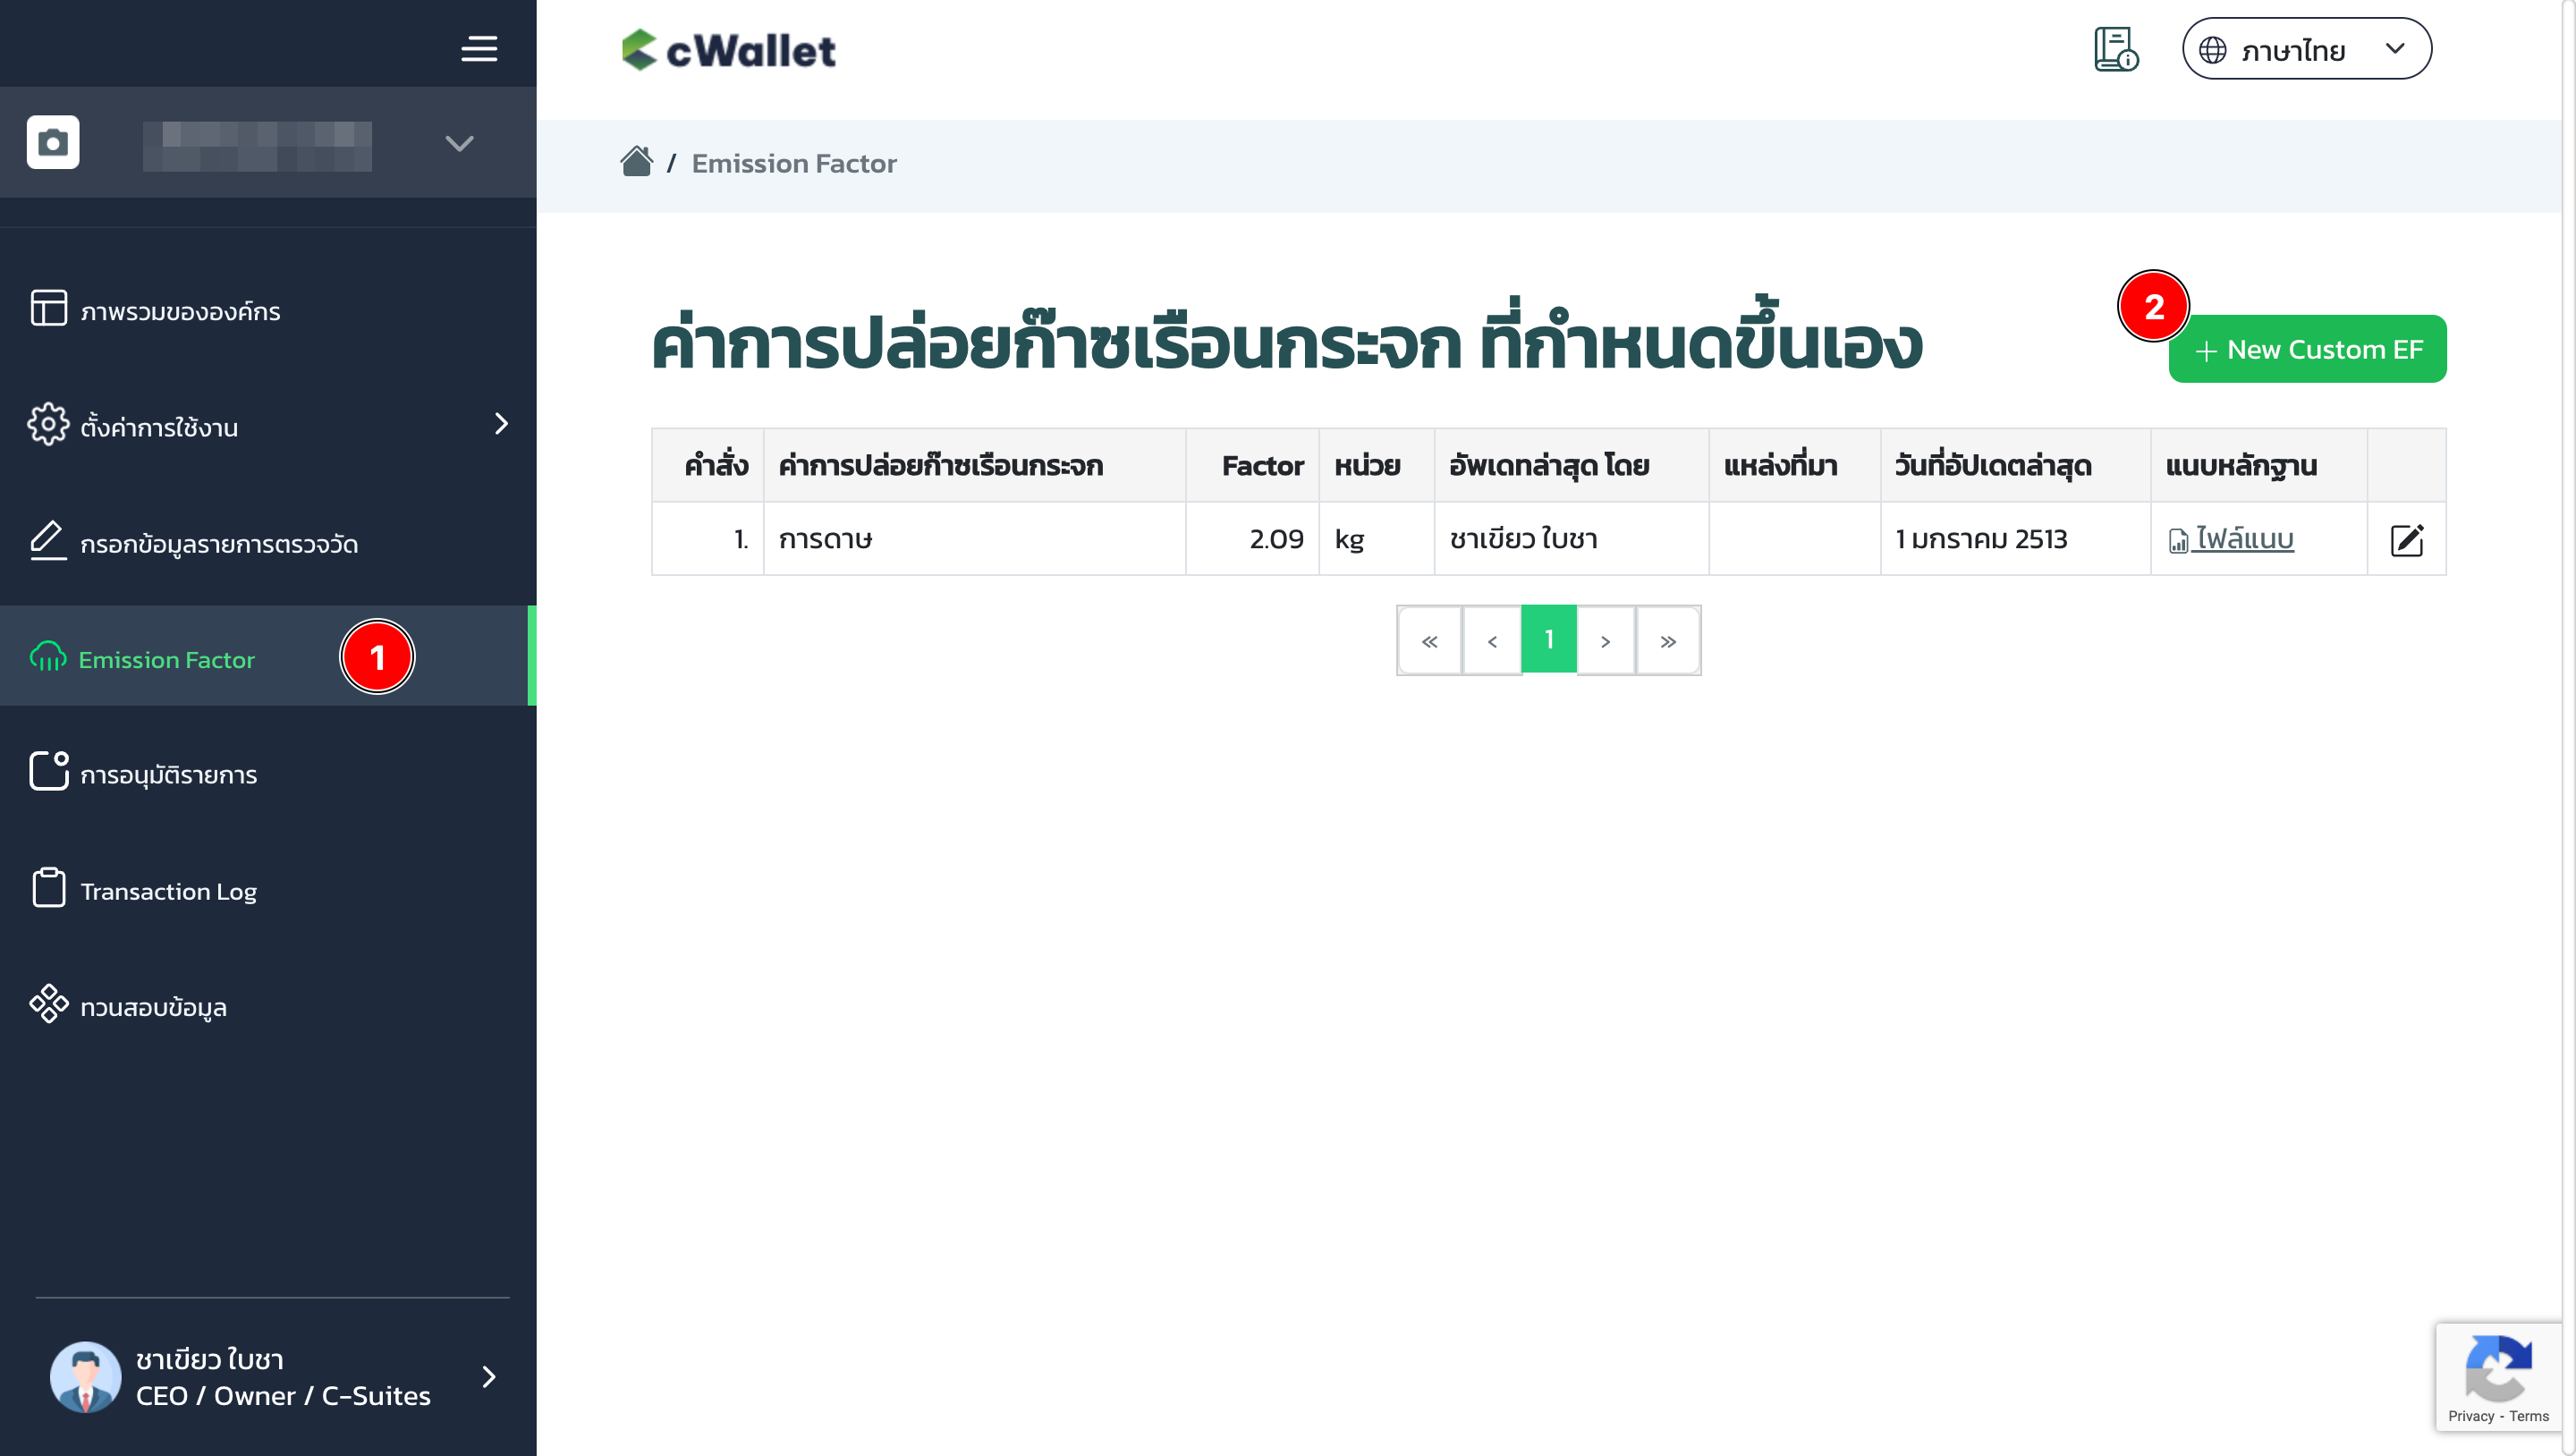 cWallet
ภาษาไทย
/ Emission Factor
ภาพรวมขององค์กร
ตั้งค่าการใช้งาน
กรอกข้อมูลรายการตรวจวัด
Emission Factor
1
การอนุมัติรายการ
Transaction Log
ทวนสอบข้อมูล
ชาเขียว ใบชา
CEO / Owner / C-Suites
ค่าการปล่อยก๊าซเรือนกระจก ที่กำหนดขึ้นเอง
2
+ New Custom EF
คำสั่ง ค่าการปล่อยก๊าซเรือนกระจก Factor หน่วย อัพเดทล่าสุด โดย แหล่งที่มา วันที่อัปเดตล่าสุด แนบหลักฐาน
1. การดาษ 2.09 kg ชาเขียว ใบชา 1 มกราคม 2513 ไฟล์แนบ
« ‹ 1 › »
Privacy - Terms